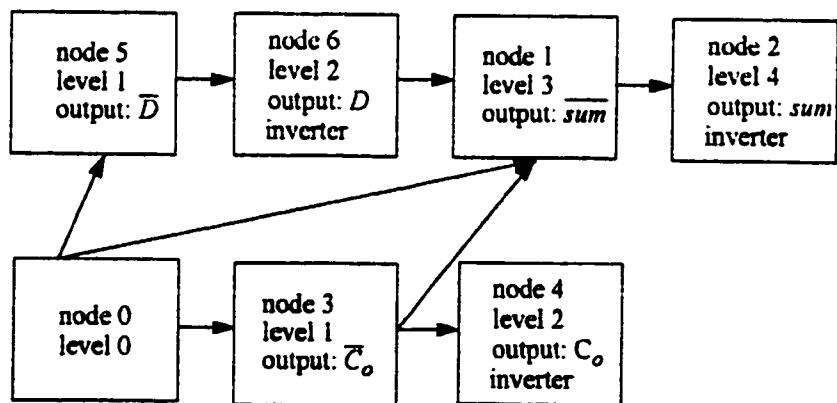 node 5
level 1
output: D̅
node 6
level 2
output: D
inverter
node 1
level 3
output: s̅u̅m̅
node 2
level 4
output: sum
inverter
node 0
level 0
node 3
level 1
output: C̅ₒ
node 4
level 2
output: Cₒ
inverter